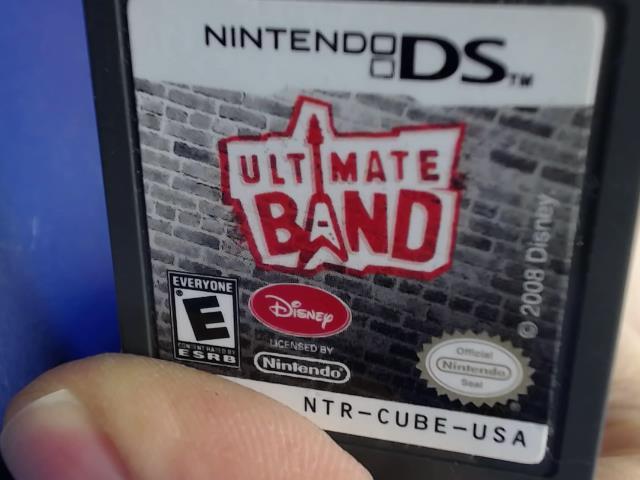 NINTENDO DS™
ULTIMATE
BAND
© 2008 Disney
EVERYONE
E
CONTENT RATED BY
ESRB
Disney
LICENSED BY
Nintendo
Official
Nintendo
Seal
NTR-CUBE-USA